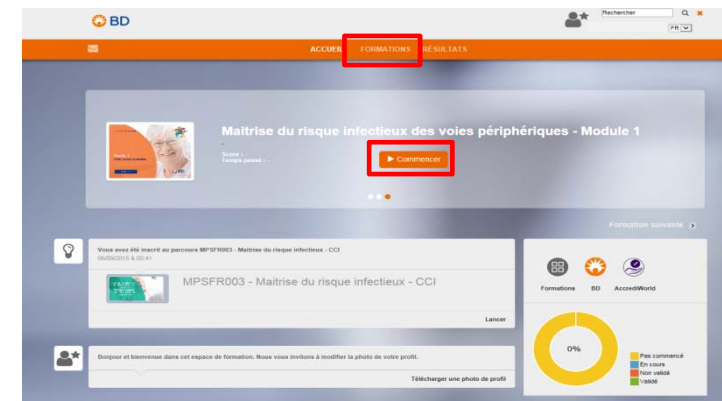 BD
Rechercher
FR
ACCUEIL FORMATIONS RÉSULTATS
Maîtrise du risque infectieux des voies périphériques - Module 1
-
Score : -
Temps passé : -
Commencer
Formation suivante
Vous avez été inscrit au parcours MPSFR003 - Maitrise du risque infectieux - CCI
MPSFR003 - Maitrise du risque infectieux - CCI
Lancer
Formations BD AccrediWorld
0%
Pas commencé
En cours
Non validé
Validé
Bonjour et bienvenue dans cet espace de formation. Nous vous invitons à modifier la photo de votre profil.
Télécharger une photo de profil